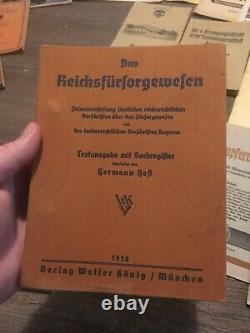 Das
Reichsfürsorgewesen
Zusammenstellung sämtlicher reichsrechtlichen
Vorschriften über das Fürsorgewesen
und
der landesrechtlichen Vorschriften Bayerns
Textausgabe mit Sachregister
bearbeitet von
Hermann Heß
1938
Verlag Walter König / München